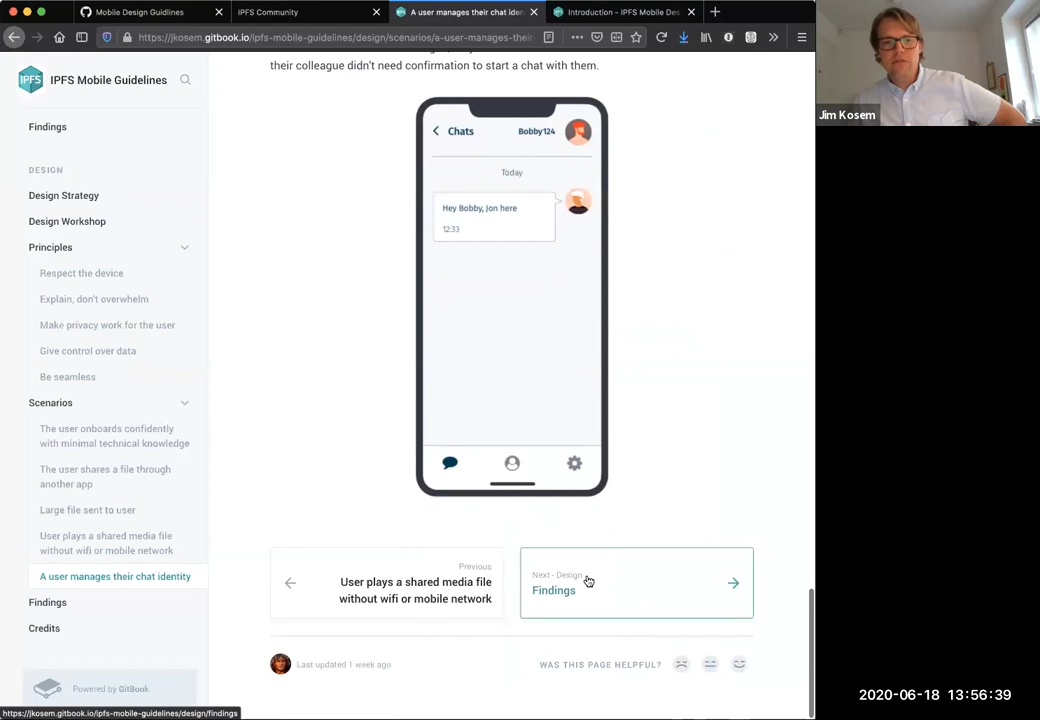 Mobile Design Guidlines
IPFS Community
A user manages their chat iden
Introduction - IPFS Mobile Des
https://jkosem.gitbook.io/ipfs-mobile-guidelines/design/scenarios/a-user-manages-their-
IPFS
IPFS Mobile Guidelines
Findings
DESIGN
Design Strategy
Design Workshop
Principles
Respect the device
Explain, don't overwhelm
Make privacy work for the user
Give control over data
Be seamless
Scenarios
The user onboards confidently
with minimal technical knowledge
The user shares a file through
another app
Large file sent to user
User plays a shared media file
without wifi or mobile network
A user manages their chat identity
Findings
Credits
Powered by GitBook
https://jkosem.gitbook.io/ipfs-mobile-guidelines/design/findings
their colleague didn't need confirmation to start a chat with them.
Chats
Bobby124
Today
Hey Bobby, Jon here
12:33
Previous
User plays a shared media file
without wifi or mobile network
Next - Design
Findings
Last updated 1 week ago
WAS THIS PAGE HELPFUL?
Jim Kosem
2020-06-18 13:56:39